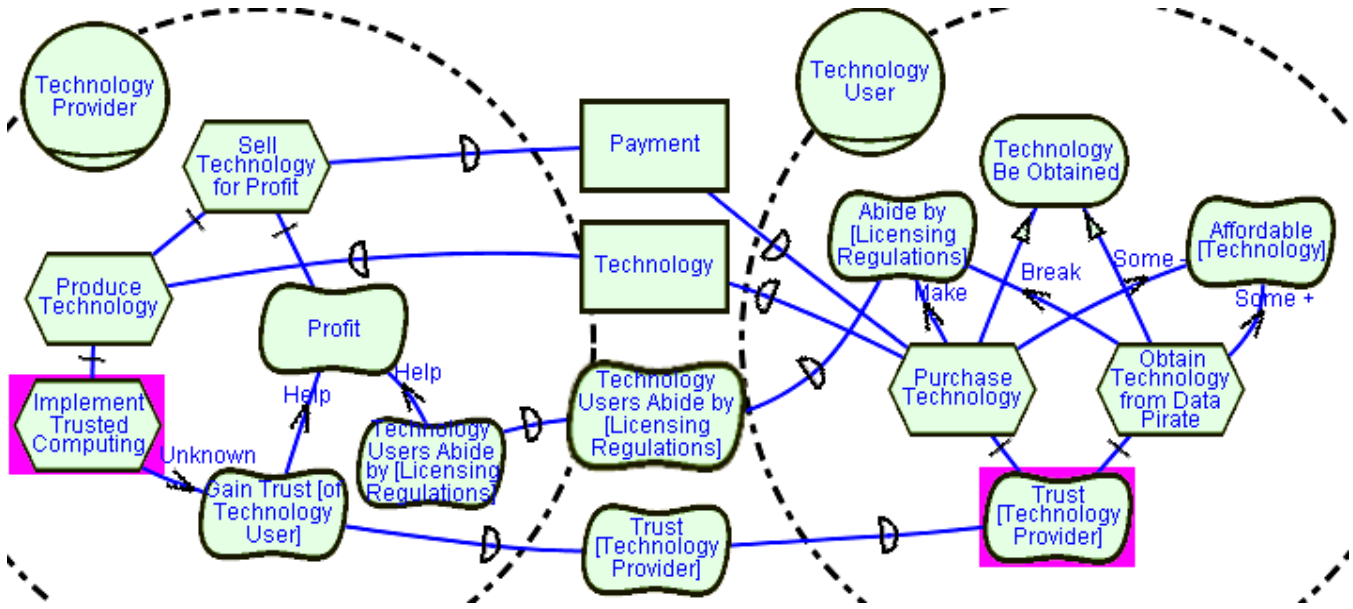 Technology
Provider
Sell
Technology
for Profit
Payment
Technology
User
Technology
Be Obtained
Abide by
[Licensing
Regulations]
Affordable
[Technology]
Produce
Technology
Technology
Some -
Break
Make
Some +
Profit
Help
Help
Implement
Trusted
Computing
Unknown
Technology
Users Abide
by [Licensing
Regulations]
Technology
Users Abide by
[Licensing
Regulations]
Purchase
Technology
Obtain
Technology
from Data
Pirate
Gain Trust [of
Technology
User]
Trust
[Technology
Provider]
Trust
[Technology
Provider]